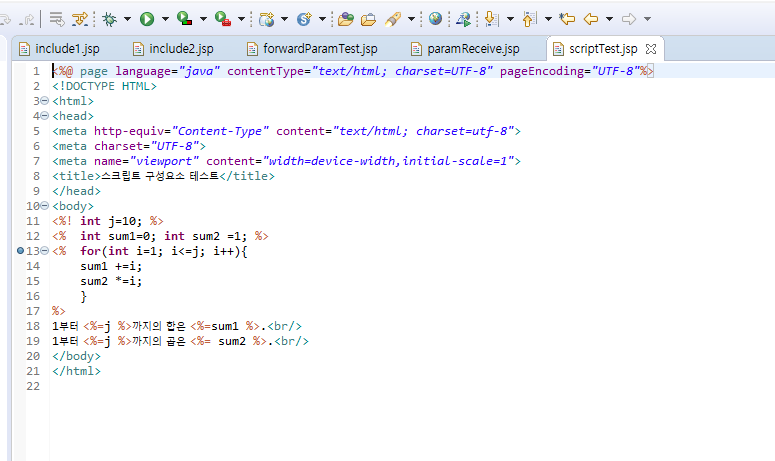 include1.jsp include2.jsp forwardParamTest.jsp paramReceive.jsp scriptTest.jsp
1 <%@ page language="java" contentType="text/html; charset=UTF-8" pageEncoding="UTF-8"%>
2 <!DOCTYPE HTML>
3 <html>
4 <head>
5 <meta http-equiv="Content-Type" content="text/html; charset=utf-8">
6 <meta charset="UTF-8">
7 <meta name="viewport" content="width=device-width,initial-scale=1">
8 <title>스크립트 구성요소 테스트</title>
9 </head>
10 <body>
11 <%! int j=10; %>
12 <%  int sum1=0; int sum2 =1; %>
13 <%  for(int i=1; i<=j; i++){
14     sum1 +=i;
15     sum2 *=i;
16     }
17 %>
18 1부터 <%=j %>까지의 합은 <%=sum1 %>.<br/>
19 1부터 <%=j %>까지의 곱은 <%= sum2 %>.<br/>
20 </body>
21 </html>
22